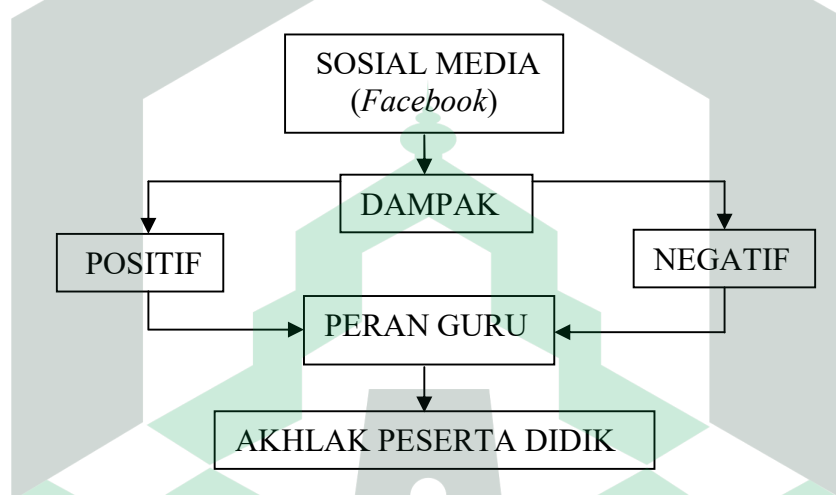 SOSIAL MEDIA
(Facebook)
DAMPAK
POSITIF
NEGATIF
PERAN GURU
AKHLAK PESERTA DIDIK